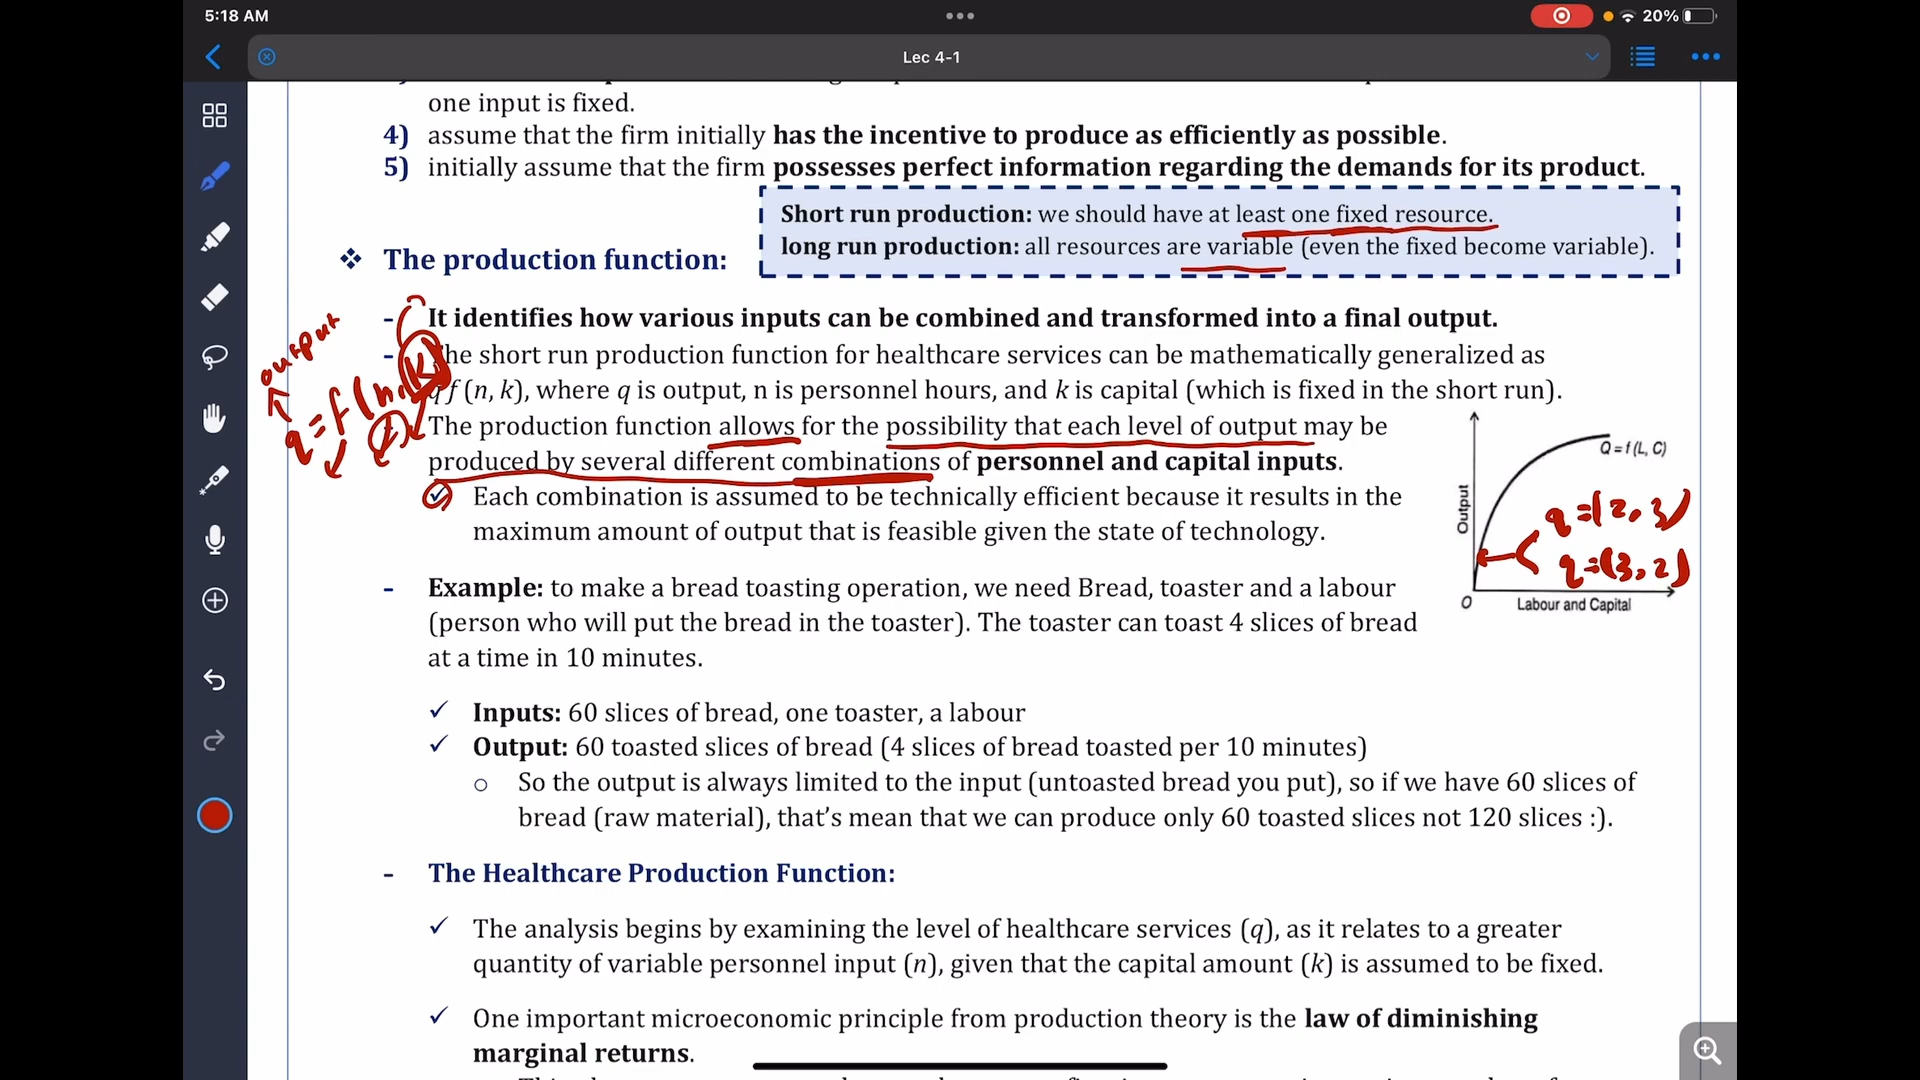 5:18 AM
20%
Lec 4-1
one input is fixed.
4) assume that the firm initially has the incentive to produce as efficiently as possible.
5) initially assume that the firm possesses perfect information regarding the demands for its product.
Short run production: we should have at least one fixed resource.
long run production: all resources are variable (even the fixed become variable).
❖ The production function:
- It identifies how various inputs can be combined and transformed into a final output.
- The short run production function for healthcare services can be mathematically generalized as
q f (n, k), where q is output, n is personnel hours, and k is capital (which is fixed in the short run).
output
q = f (n, k)
The production function allows for the possibility that each level of output may be
produced by several different combinations of personnel and capital inputs.
✓ Each combination is assumed to be technically efficient because it results in the
maximum amount of output that is feasible given the state of technology.
Q = f (L, C)
Output
q = (2, 3)
q = (3, 2)
O
Labour and Capital
- Example: to make a bread toasting operation, we need Bread, toaster and a labour
(person who will put the bread in the toaster). The toaster can toast 4 slices of bread
at a time in 10 minutes.
✓ Inputs: 60 slices of bread, one toaster, a labour
✓ Output: 60 toasted slices of bread (4 slices of bread toasted per 10 minutes)
o So the output is always limited to the input (untoasted bread you put), so if we have 60 slices of
bread (raw material), that's mean that we can produce only 60 toasted slices not 120 slices :).
- The Healthcare Production Function:
✓ The analysis begins by examining the level of healthcare services (q), as it relates to a greater
quantity of variable personnel input (n), given that the capital amount (k) is assumed to be fixed.
✓ One important microeconomic principle from production theory is the law of diminishing
marginal returns.